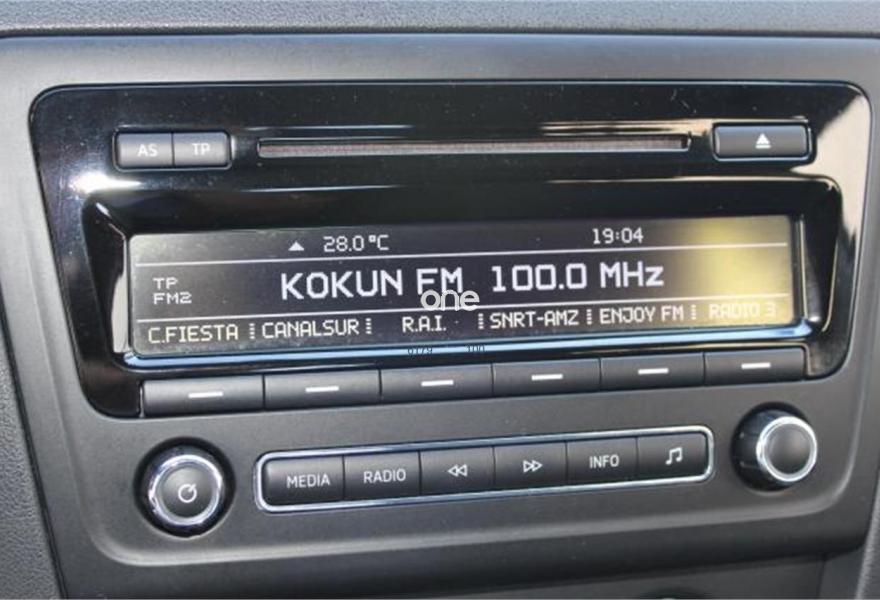 AS TP
28.0°C 19:04
TP
FM2
KOKUN FM 100.0 MHz
one
C.FIESTA CANALSUR R.A.I. SNRT-AMZ ENJOY FM RADIO 3
MEDIA RADIO INFO